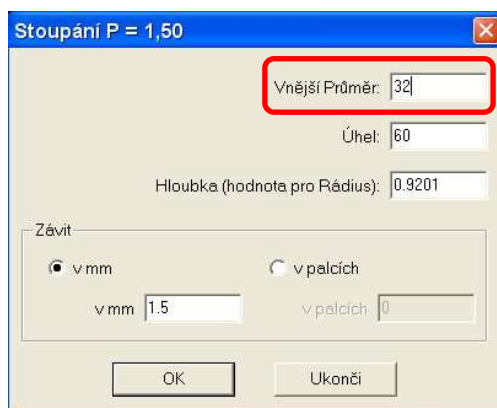 Stoupání P = 1,50
Vnější Průměr: 32
Úhel: 60
Hloubka (hodnota pro Rádius): 0.9201
Závit
v mm v palcích
v mm 1.5 v palcích 0
OK Ukonči